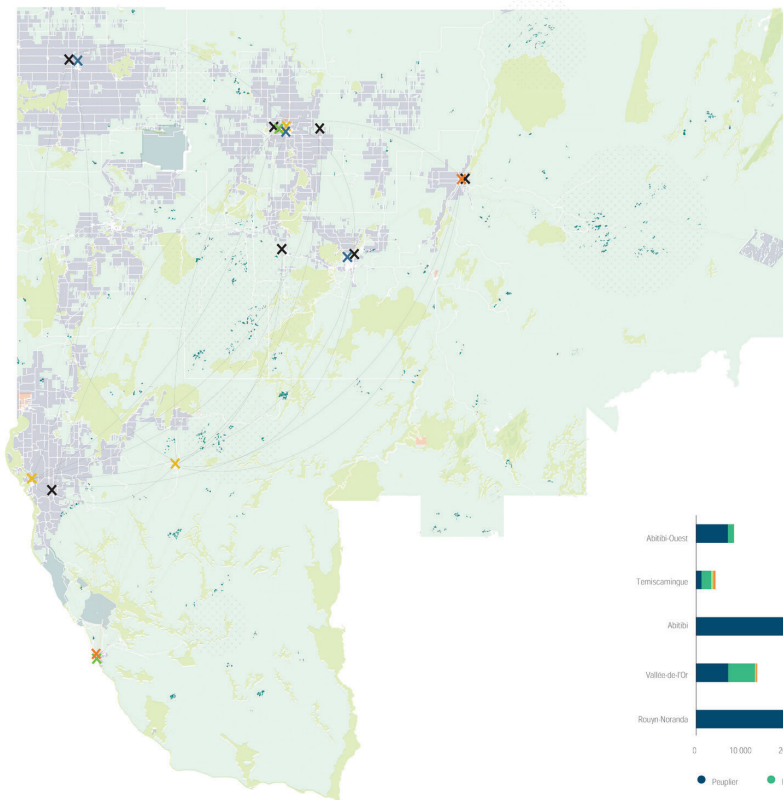 Abitibi-Ouest
Temiscamingue
Abitibi
Vallée-de-l'Or
Rouyn-Noranda
0 10 000
Peuplier